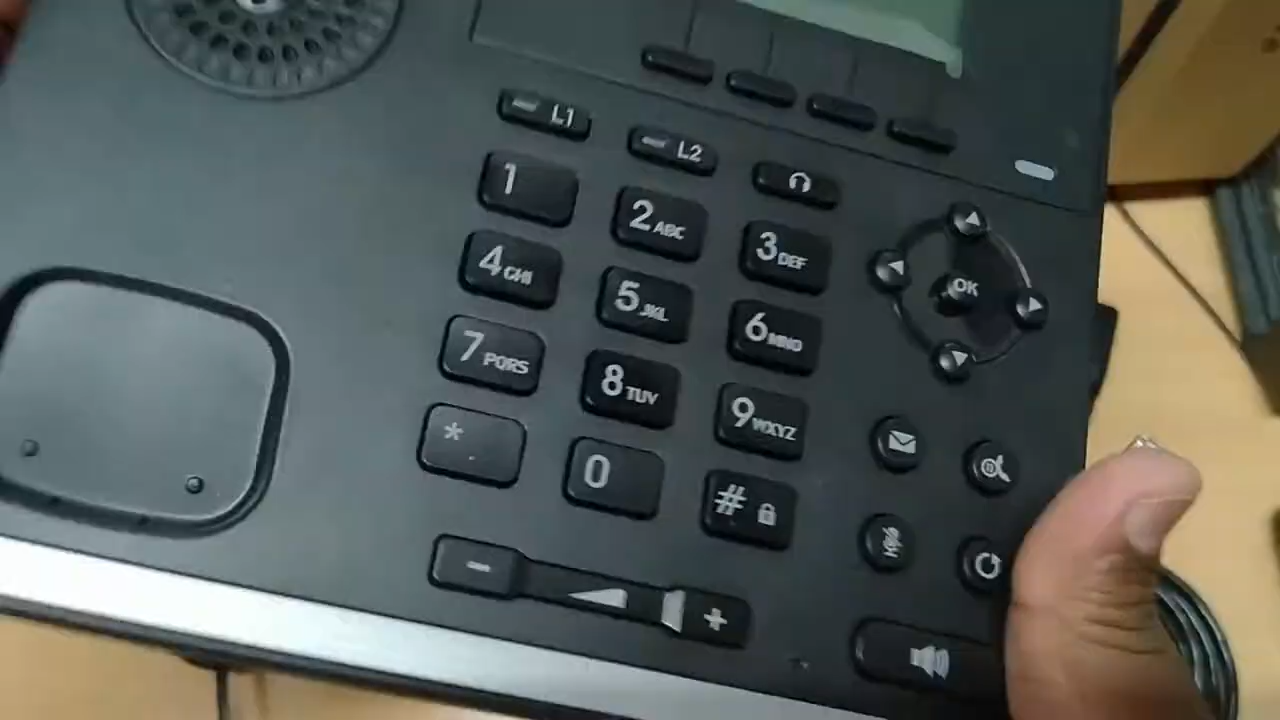 L1
L2
1
2 ABC
3 DEF
4 GHI
5 JKL
6 MNO
OK
7 PQRS
8 TUV
9 WXYZ
*
0
#
-
+